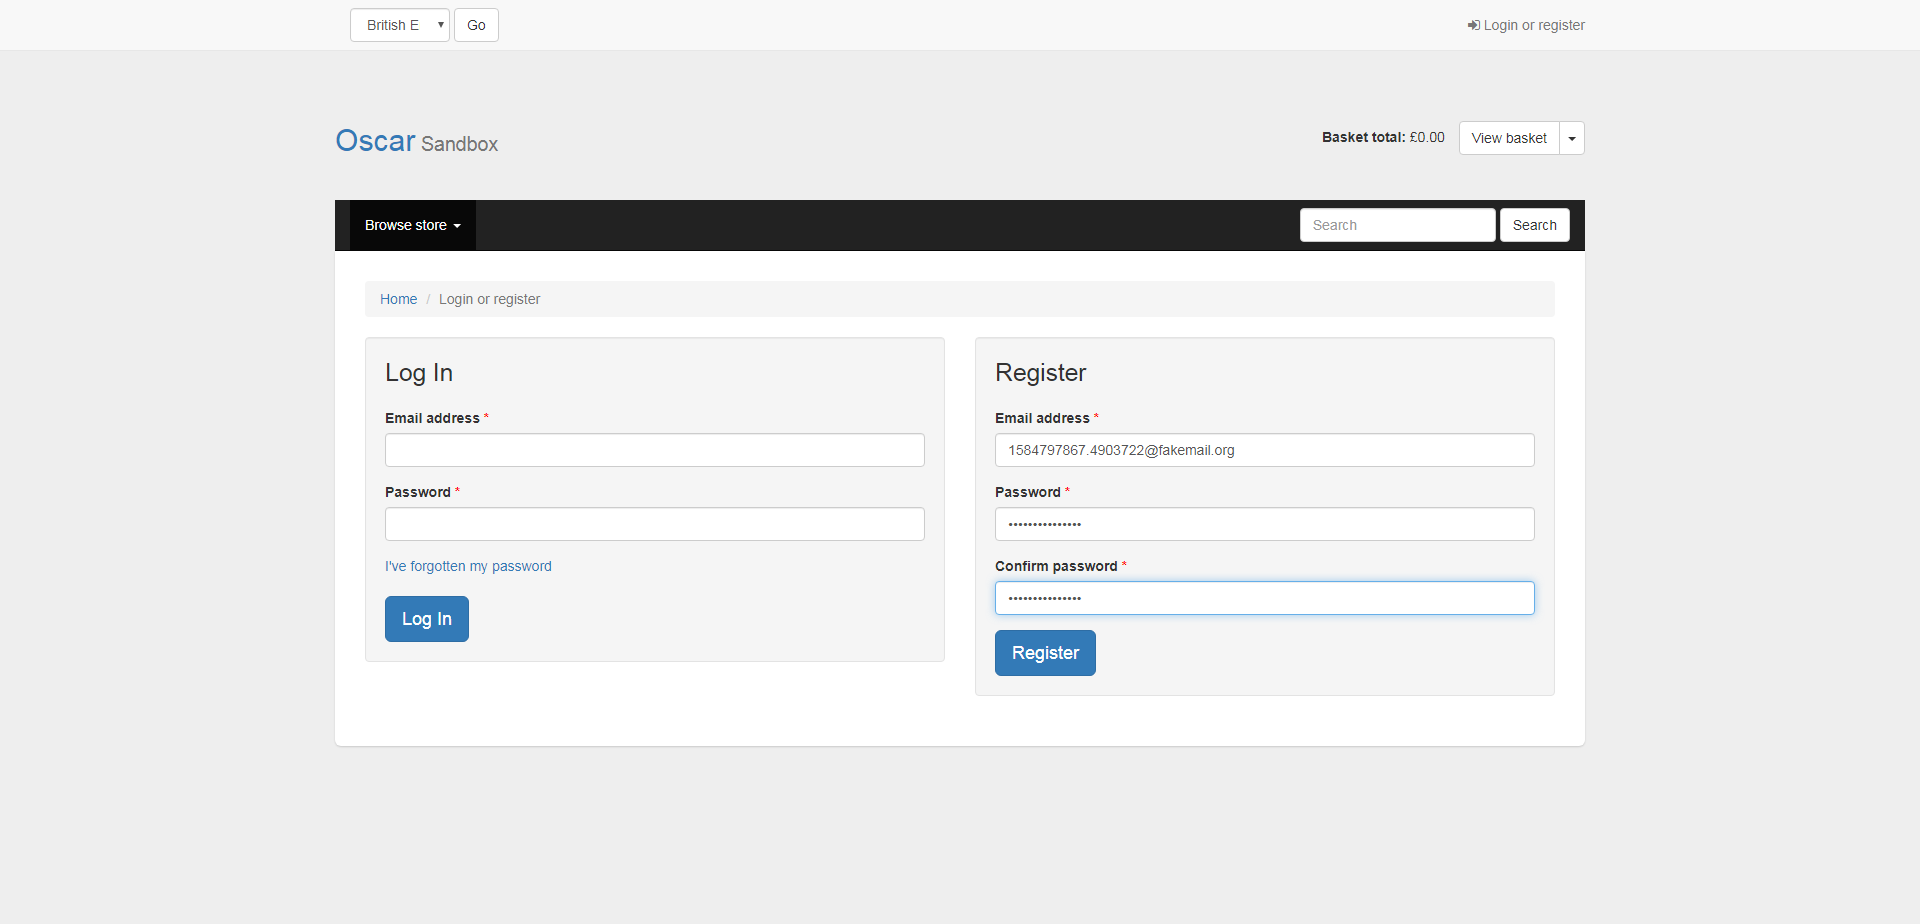 British E Go
Login or register
Oscar Sandbox
Basket total: £0.00 View basket
Browse store
Search Search
Home / Login or register
Log In
Email address *
Password *
I've forgotten my password
Log In
Register
Email address *
1584797867.4903722@fakemail.org
Password *
•••••••••••••••
Confirm password *
•••••••••••••••
Register